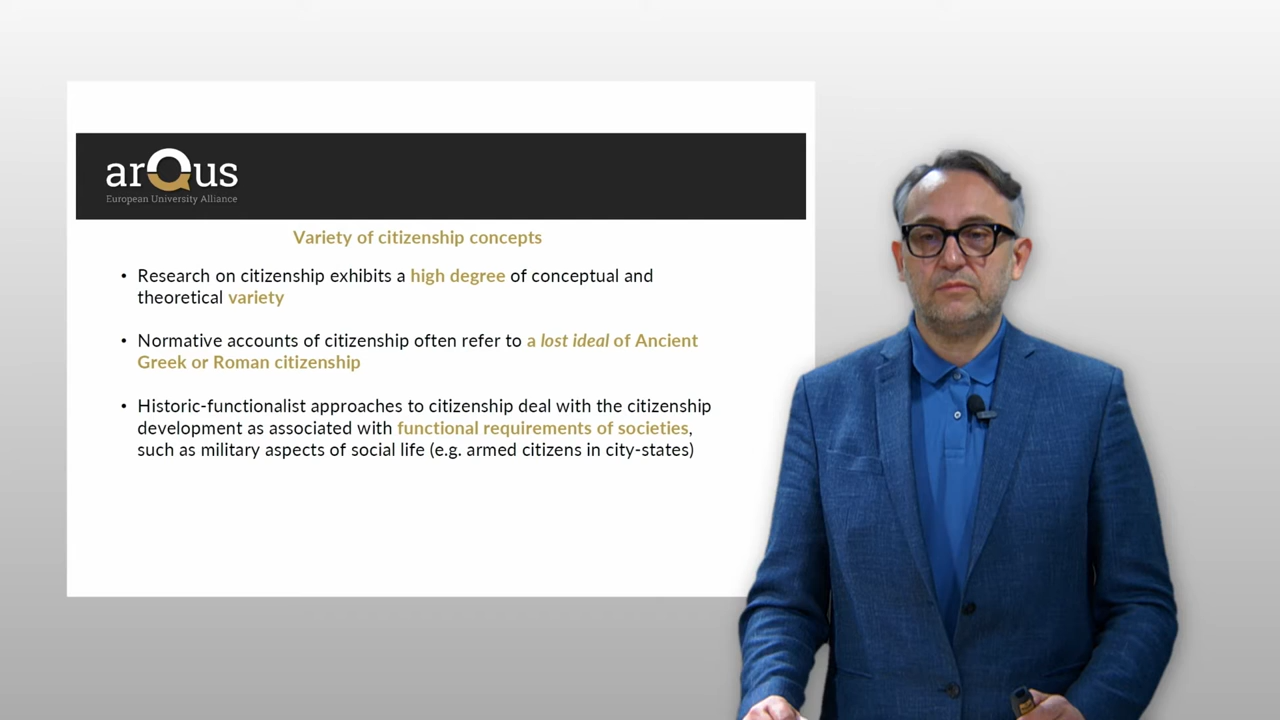 arQus
European University Alliance
Variety of citizenship concepts
• Research on citizenship exhibits a high degree of conceptual and
theoretical variety
• Normative accounts of citizenship often refer to a lost ideal of Ancient
Greek or Roman citizenship
• Historic-functionalist approaches to citizenship deal with the citizenship
development as associated with functional requirements of societies,
such as military aspects of social life (e.g. armed citizens in city-states)